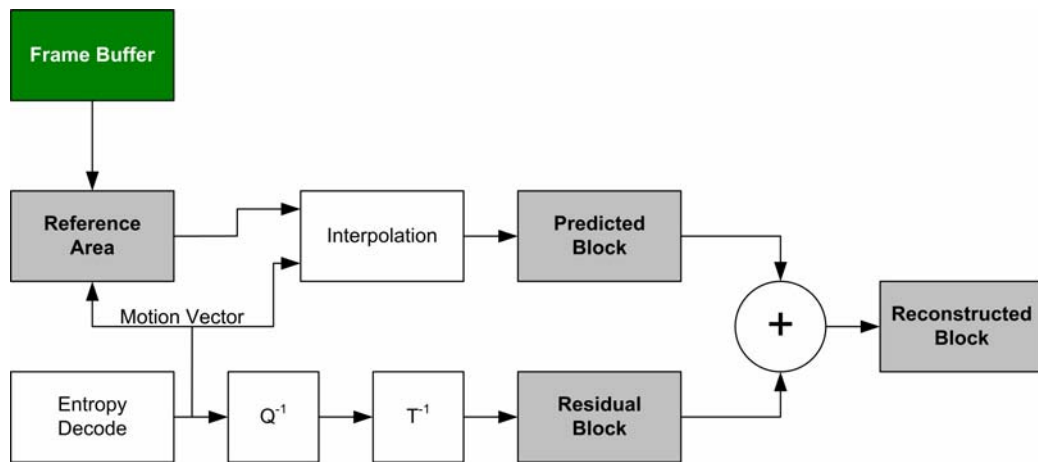 Frame Buffer
Reference
Area
Interpolation
Predicted
Block
Motion Vector
+
Reconstructed
Block
Entropy
Decode
Q⁻¹
T⁻¹
Residual
Block